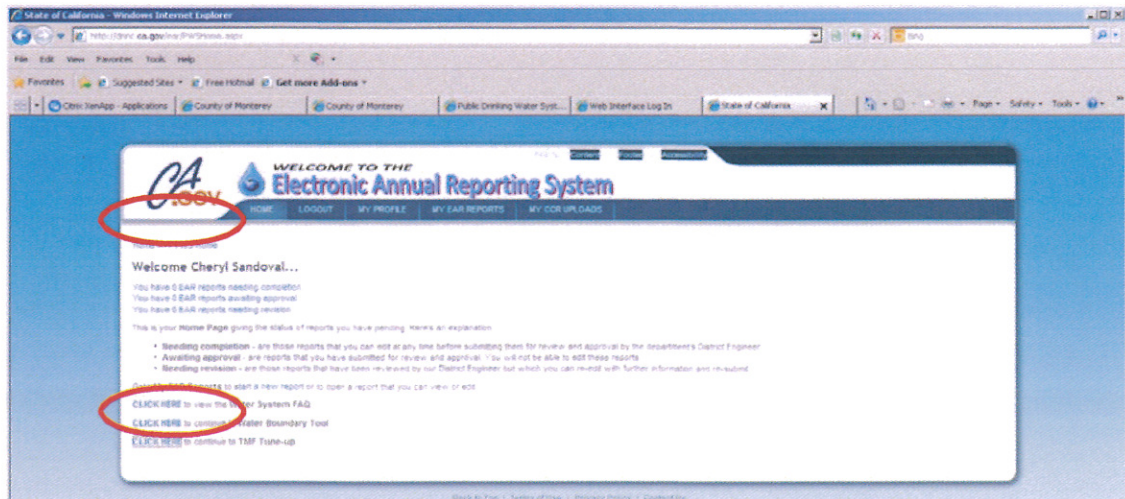 State of California - Windows Internet Explorer
File Edit View Favorites Tools Help
Favorites Suggested Sites Free Hotmail Get more Add-ons
Citrix XenApp - Applications County of Monterey County of Monterey Public Drinking Water Syst... Web Interface Log In State of California Page Safety Tools
Content Footer Accessibility
CA.GOV
WELCOME TO THE
Electronic Annual Reporting System
HOME LOGOUT MY PROFILE MY EAR REPORTS MY CCR UPLOADS
Welcome Cheryl Sandoval...
You have 0 EAR reports needing completion
You have 0 EAR reports awaiting approval
You have 0 EAR reports needing revision
This is your Home Page giving the status of reports you have pending. Here's an explanation
• Needing completion - are those reports that you can edit at any time before submitting them for review and approval by the department's District Engineer
• Awaiting approval - are reports that you have submitted for review and approval. You will not be able to edit these reports
• Needing revision - are those reports that have been reviewed by our District Engineer but which you can re-edit with further information and re-submit
Reports to start a new report or to open a report that you can view or edit
CLICK HERE to view the Water System FAQ
CLICK HERE to continue to Water Boundary Tool
CLICK HERE to continue to TMF Tune-up
Back to Top | Terms of Use | Privacy Policy | Contact Us